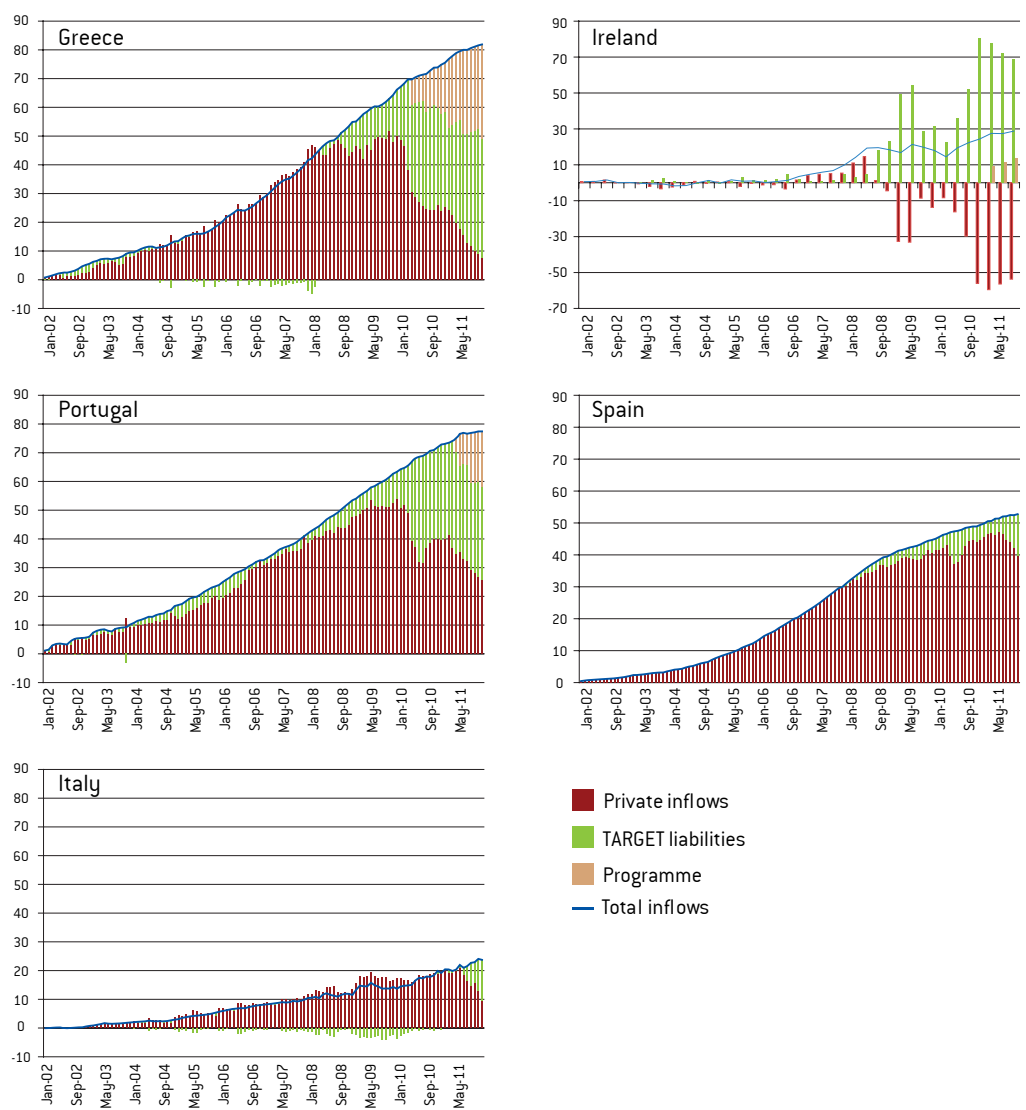 Greece
90
80
70
60
50
40
30
20
10
0
-10
Jan-02
Sep-02
May-03
Jan-04
Sep-04
May-05
Jan-06
Sep-06
May-07
Jan-08
Sep-08
May-09
Jan-10
Sep-10
May-11
Ireland
90
70
50
30
10
-10
-30
-50
-70
Jan-02
Sep-02
May-03
Jan-04
Sep-04
May-05
Jan-06
Sep-06
May-07
Jan-08
Sep-08
May-09
Jan-10
Sep-10
May-11
Portugal
90
80
70
60
50
40
30
20
10
0
-10
Jan-02
Sep-02
May-03
Jan-04
Sep-04
May-05
Jan-06
Sep-06
May-07
Jan-08
Sep-08
May-09
Jan-10
Sep-10
May-11
Spain
90
80
70
60
50
40
30
20
10
0
Jan-02
Sep-02
May-03
Jan-04
Sep-04
May-05
Jan-06
Sep-06
May-07
Jan-08
Sep-08
May-09
Jan-10
Sep-10
May-11
Italy
90
80
70
60
50
40
30
20
10
0
-10
Jan-02
Sep-02
May-03
Jan-04
Sep-04
May-05
Jan-06
Sep-06
May-07
Jan-08
Sep-08
May-09
Jan-10
Sep-10
May-11
Private inflows
TARGET liabilities
Programme
Total inflows